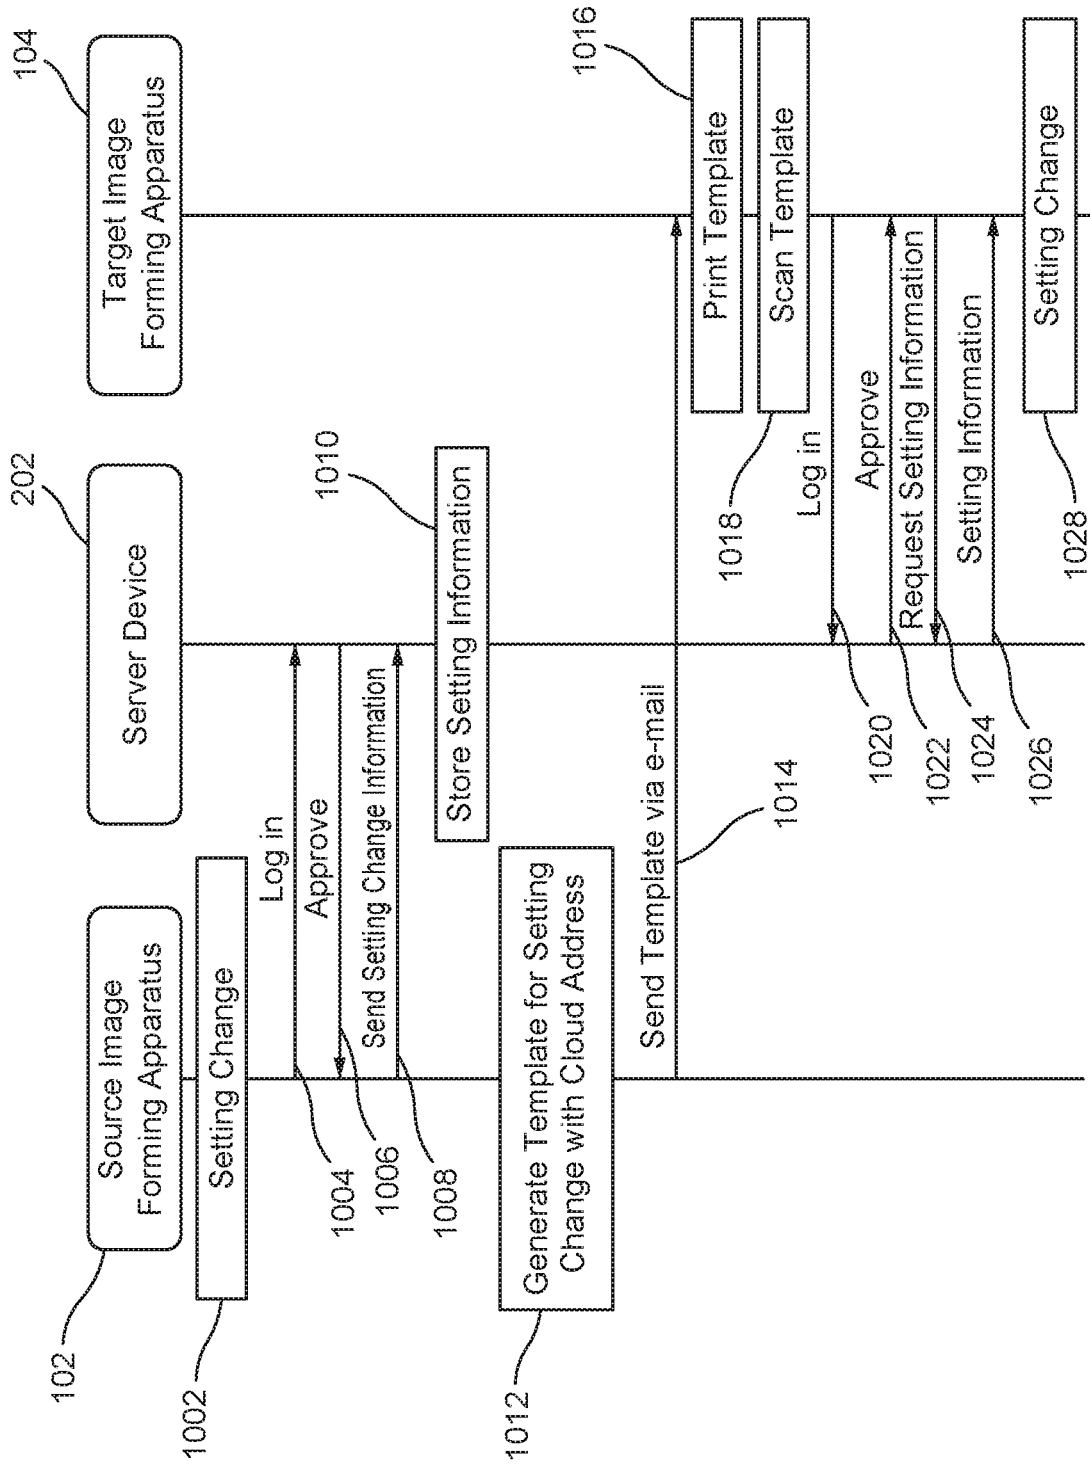 102
Source Image
Forming Apparatus
202
Server Device
104
Target Image
Forming Apparatus
1002
Setting Change
Log in
1004
Approve
1006
Send Setting Change Information
1008
1010
Store Setting Information
1012
Generate Template for Setting
Change with Cloud Address
Send Template via e-mail
1014
1016
Print Template
1018
Scan Template
Log in
1020
Approve
1022
Request Setting Information
1024
Setting Information
1026
1028
Setting Change